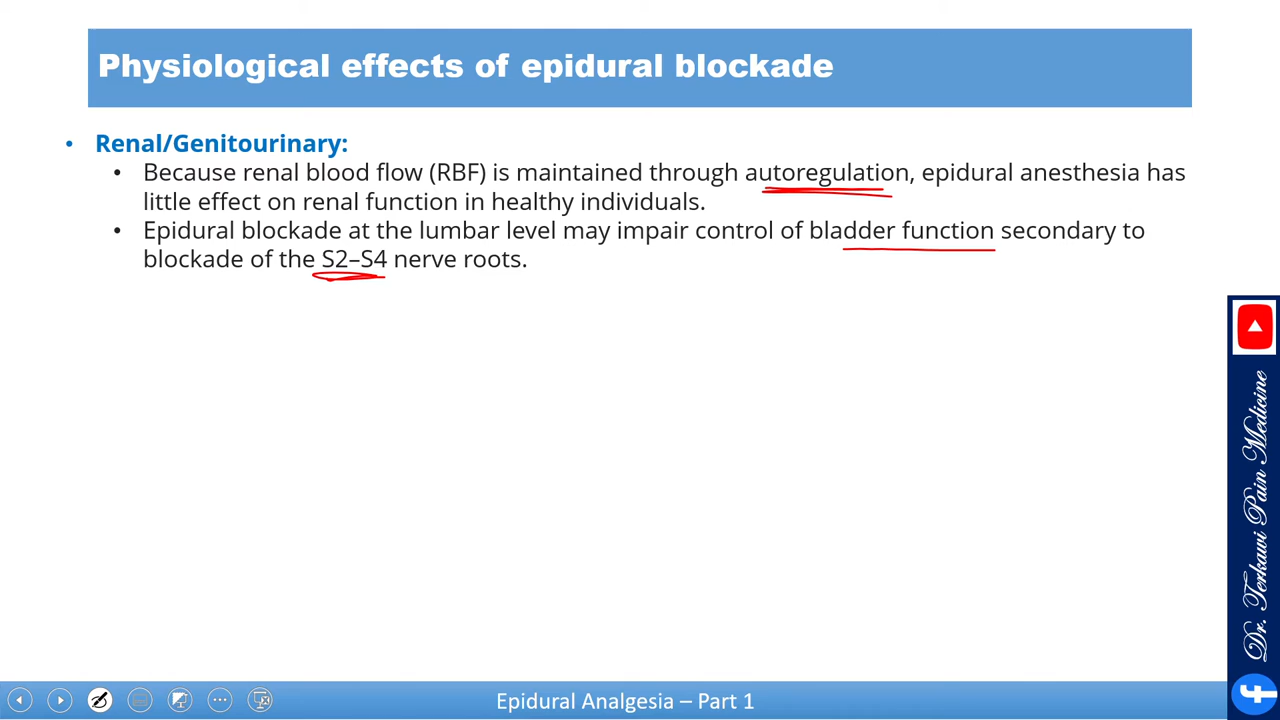 Physiological effects of epidural blockade
• Renal/Genitourinary:
• Because renal blood flow (RBF) is maintained through autoregulation, epidural anesthesia has
little effect on renal function in healthy individuals.
• Epidural blockade at the lumbar level may impair control of bladder function secondary to
blockade of the S2–S4 nerve roots.
Dr. Terkawi Pain Medicine
Epidural Analgesia – Part 1